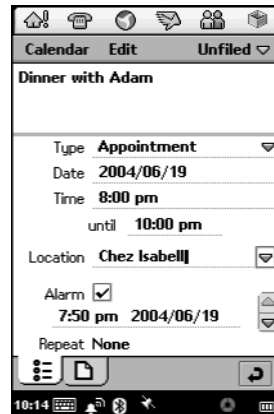 Calendar Edit Unfiled
Dinner with Adam
Type Appointment
Date 2004/06/19
Time 8:00 pm
until 10:00 pm
Location Chez Isabell
Alarm
7:50 pm 2004/06/19
Repeat None
10:14